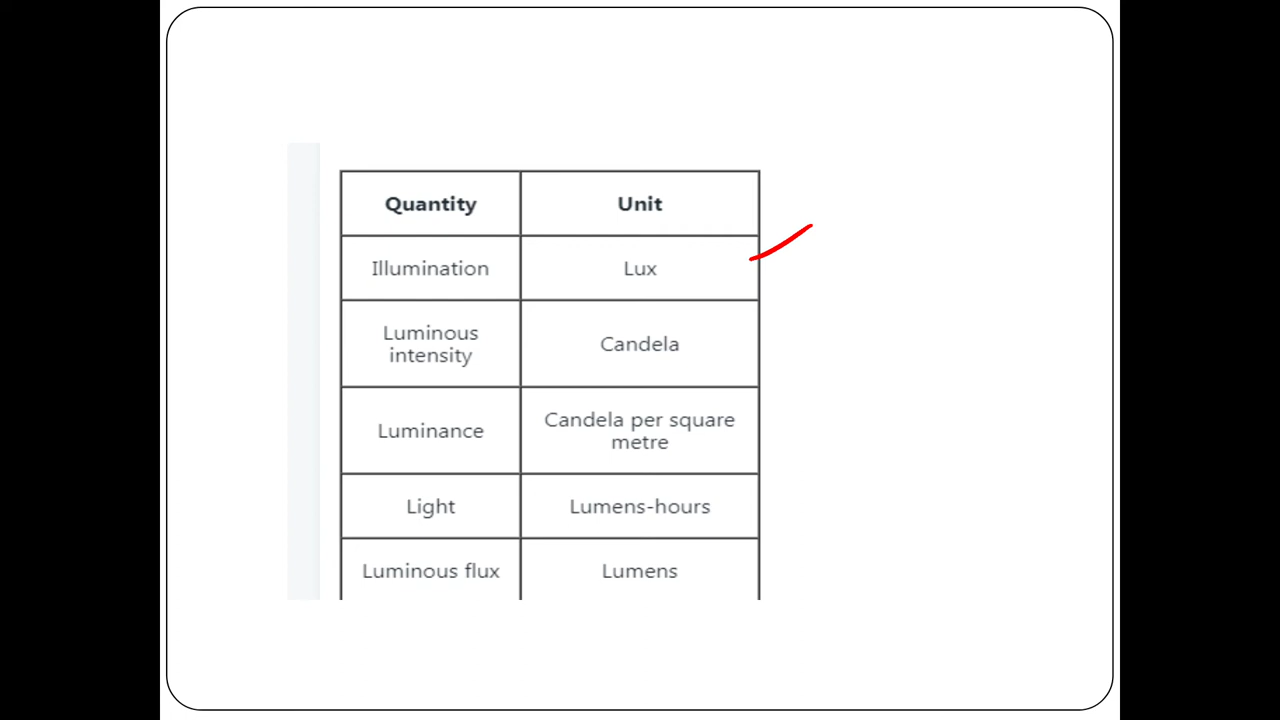 Quantity Unit
Illumination Lux
Luminous
intensity Candela
Luminance Candela per square
metre
Light Lumens-hours
Luminous flux Lumens